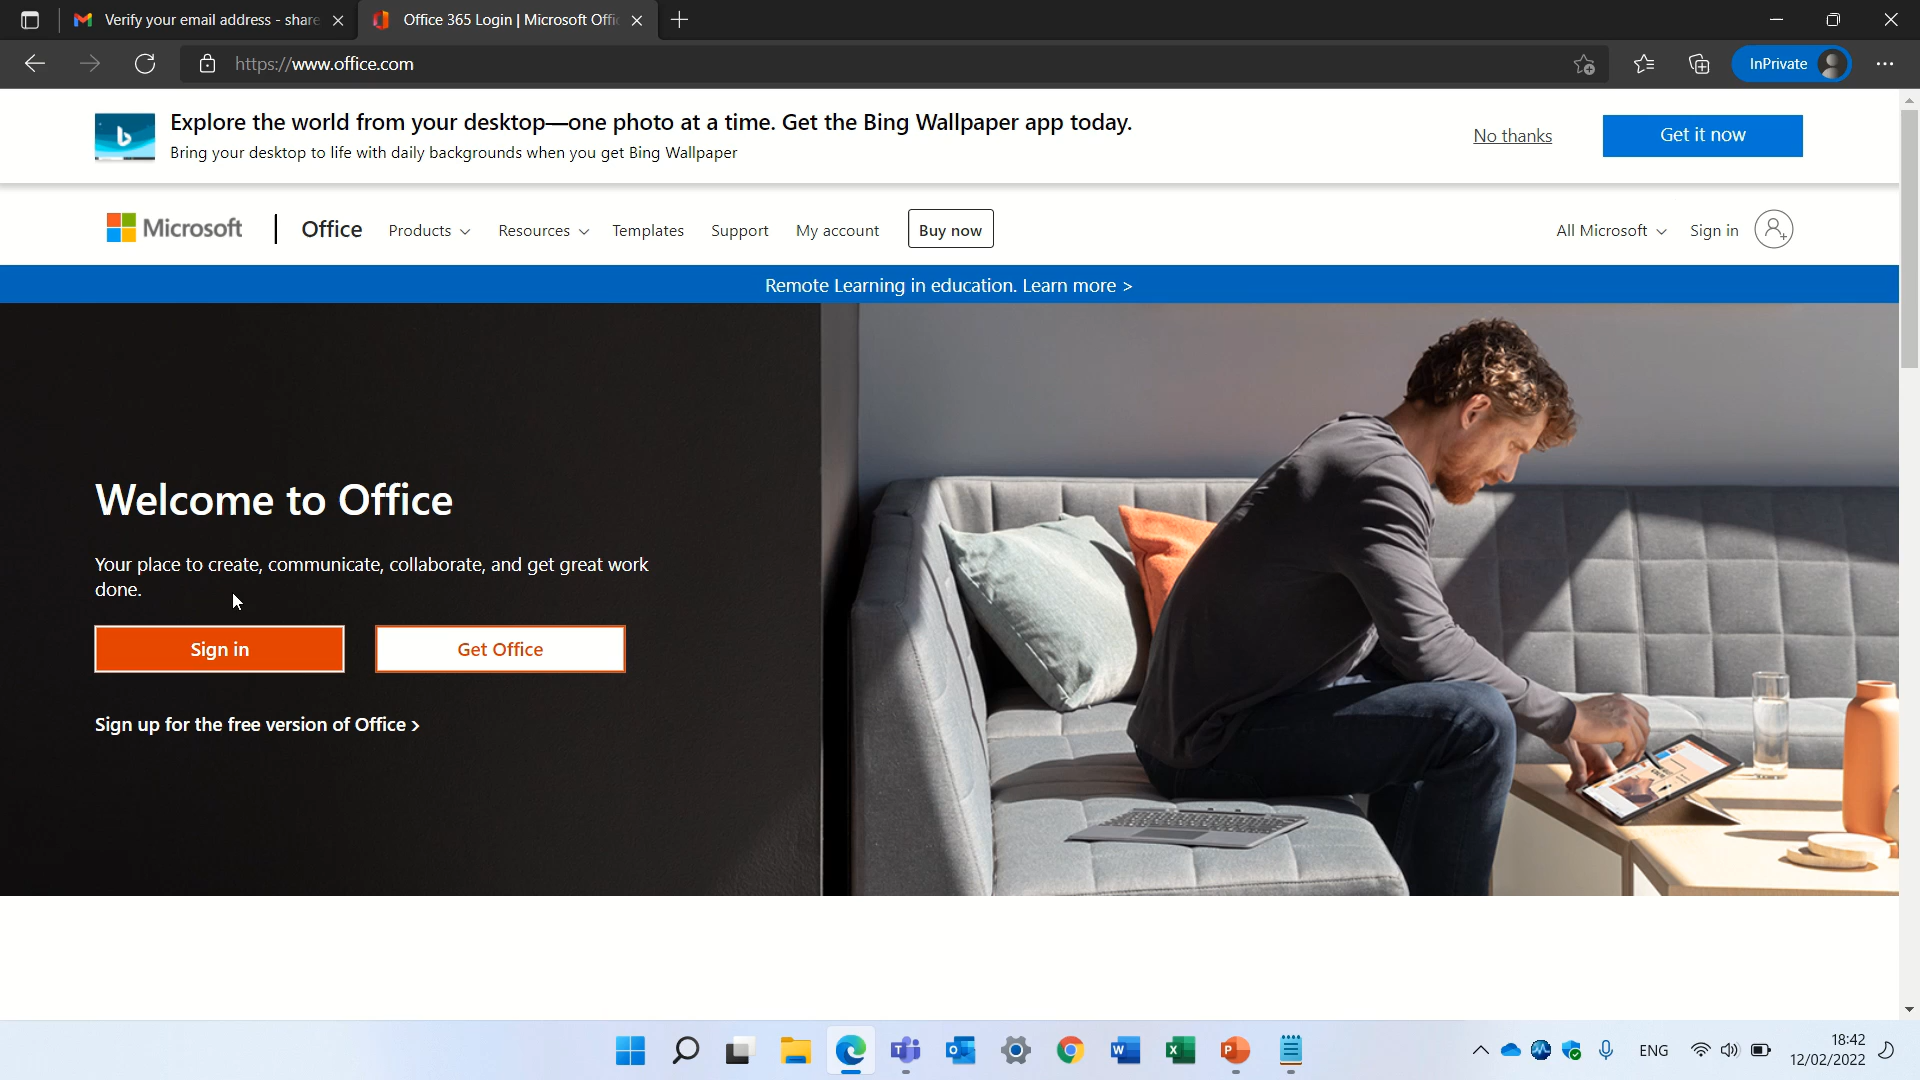 Verify your email address - share
Office 365 Login | Microsoft Offic
https://www.office.com
InPrivate
Explore the world from your desktop—one photo at a time. Get the Bing Wallpaper app today.
Bring your desktop to life with daily backgrounds when you get Bing Wallpaper
No thanks
Get it now
Microsoft
Office
Products
Resources
Templates
Support
My account
Buy now
All Microsoft
Sign in
Remote Learning in education. Learn more >
Welcome to Office
Your place to create, communicate, collaborate, and get great work
done.
Sign in
Get Office
Sign up for the free version of Office >
ENG
18:42
12/02/2022